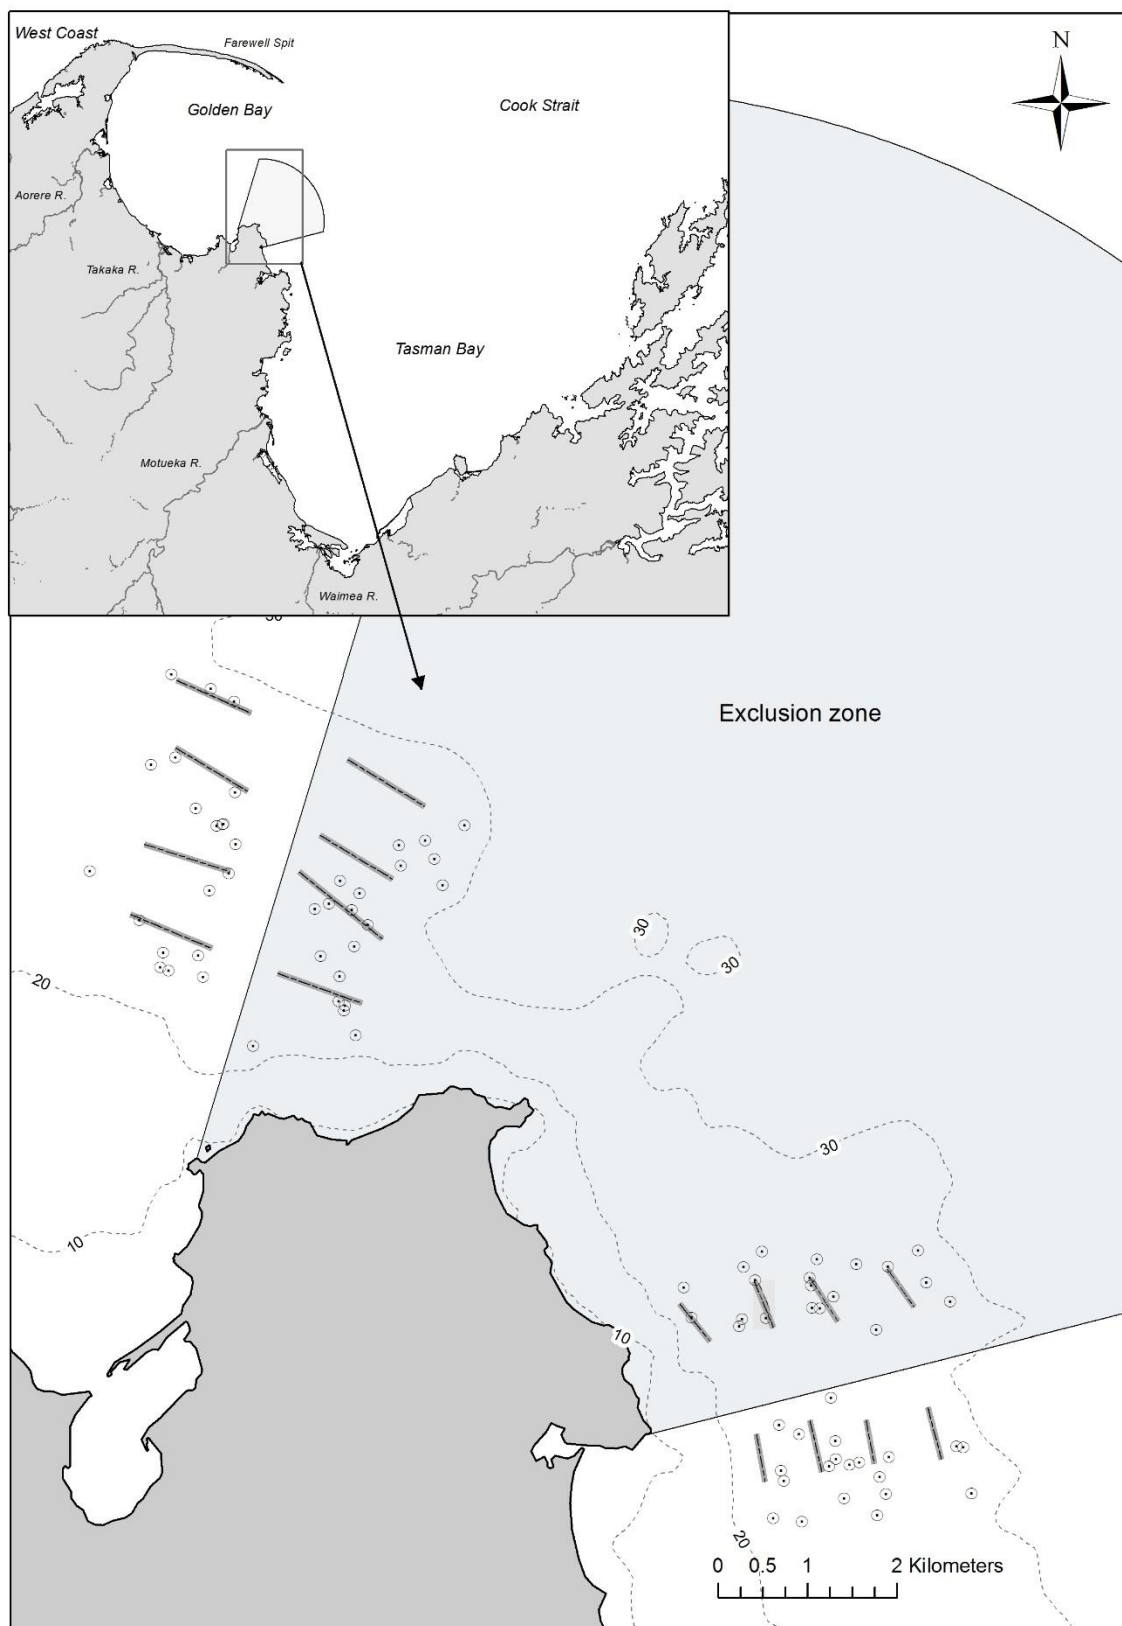 West Coast
Farewell Spit
N
Golden Bay
Cook Strait
Aorere R.
Takaka R.
Tasman Bay
Motueka R.
Waimea R.
Exclusion zone
30
20
30
30
10
10
20
0 0.5 1 2 Kilometers